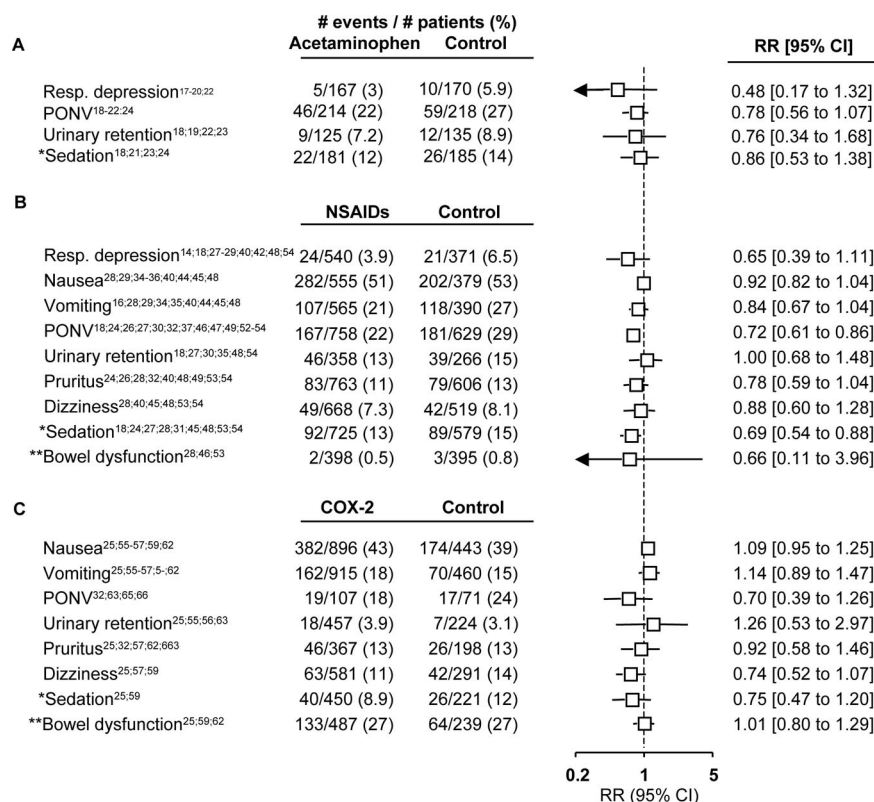 # events / # patients (%)
A Acetaminophen Control RR [95% CI]
Resp. depression17-20;22 5/167 (3) 10/170 (5.9) 0.48 [0.17 to 1.32]
PONV18-22:24 46/214 (22) 59/218 (27) 0.78 [0.56 to 1.07]
Urinary retention18;19;22;23 9/125 (7.2) 12/135 (8.9) 0.76 [0.34 to 1.68]
*Sedation18;21;23;24 22/181 (12) 26/185 (14) 0.86 [0.53 to 1.38]
B NSAIDs Control
Resp. depression14;18;27-29;40;42;48;54 24/540 (3.9) 21/371 (6.5) 0.65 [0.39 to 1.11]
Nausea28;29;34-36;40;44;45;48 282/555 (51) 202/379 (53) 0.92 [0.82 to 1.04]
Vomiting16;28;29;34;35;40;44;45;48 107/565 (21) 118/390 (27) 0.84 [0.67 to 1.04]
PONV18;24;26;27;30;32;37;46;47;49;52-54 167/758 (22) 181/629 (29) 0.72 [0.61 to 0.86]
Urinary retention18;27;30;35;48;54 46/358 (13) 39/266 (15) 1.00 [0.68 to 1.48]
Pruritus24;26;28;32;40;48;49;53;54 83/763 (11) 79/606 (13) 0.78 [0.59 to 1.04]
Dizziness28;40;45;48;53;54 49/668 (7.3) 42/519 (8.1) 0.88 [0.60 to 1.28]
*Sedation18;24;27;28;31;45;48;53;54 92/725 (13) 89/579 (15) 0.69 [0.54 to 0.88]
**Bowel dysfunction28;46;53 2/398 (0.5) 3/395 (0.8) 0.66 [0.11 to 3.96]
C COX-2 Control
Nausea25;55-57;59;62 382/896 (43) 174/443 (39) 1.09 [0.95 to 1.25]
Vomiting25;55-57;5-;62 162/915 (18) 70/460 (15) 1.14 [0.89 to 1.47]
PONV32;63;65;66 19/107 (18) 17/71 (24) 0.70 [0.39 to 1.26]
Urinary retention25;55;56;63 18/457 (3.9) 7/224 (3.1) 1.26 [0.53 to 2.97]
Pruritus25;32;57;62;663 46/367 (13) 26/198 (13) 0.92 [0.58 to 1.46]
Dizziness25;57;59 63/581 (11) 42/291 (14) 0.74 [0.52 to 1.07]
*Sedation25;59 40/450 (8.9) 26/221 (12) 0.75 [0.47 to 1.20]
**Bowel dysfunction25;59;62 133/487 (27) 64/239 (27) 1.01 [0.80 to 1.29]
0.2 1 5
RR (95% CI)